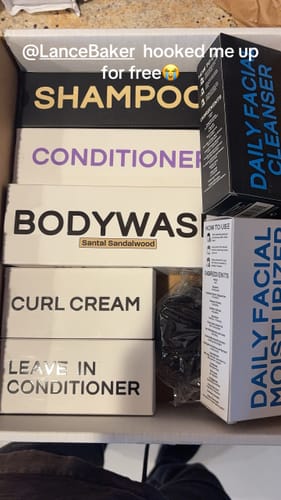 @LanceBaker hooked me up
for free😭
SHAMPOO
CONDITIONER
BODYWASH
Santal Sandalwood
CURL CREAM
LEAVE IN
CONDITIONER
DAILY FACIAL
CLEANSER
HOW TO USE
INGREDIENTS
DAILY FACIAL
MOISTURIZER